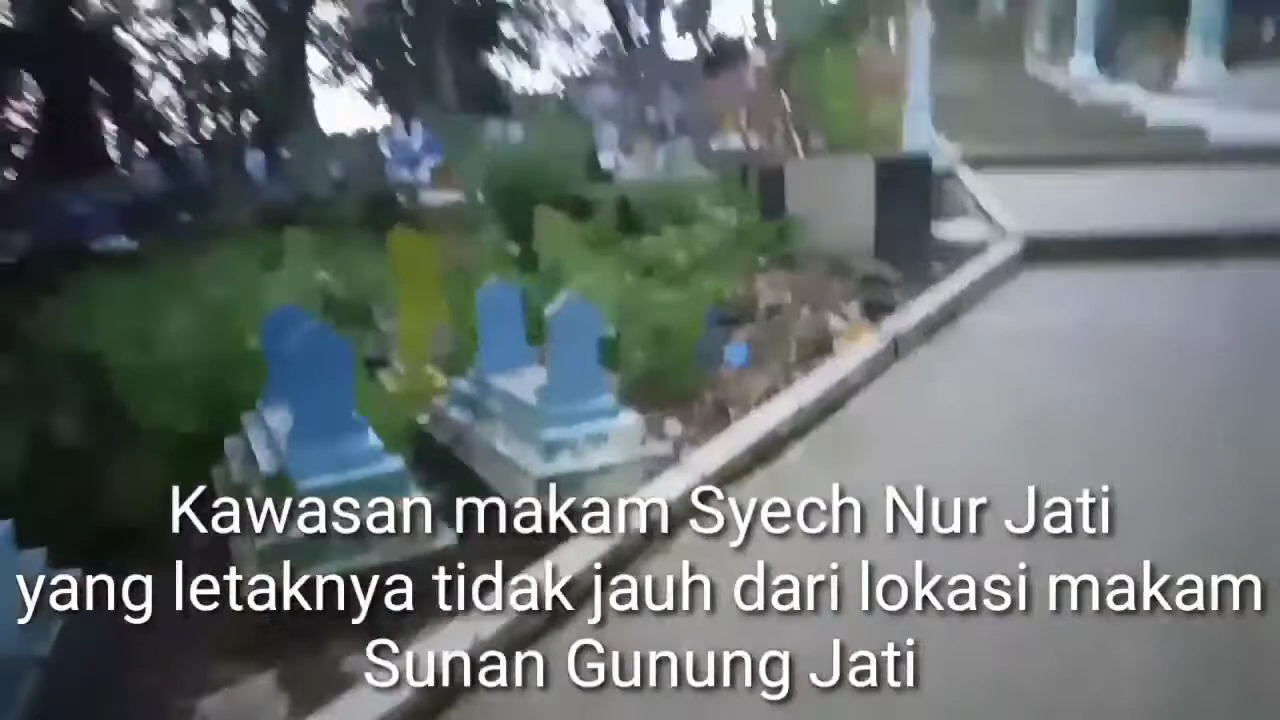 Kawasan makam Syech Nur Jati
yang letaknya tidak jauh dari lokasi makam
Sunan Gunung Jati